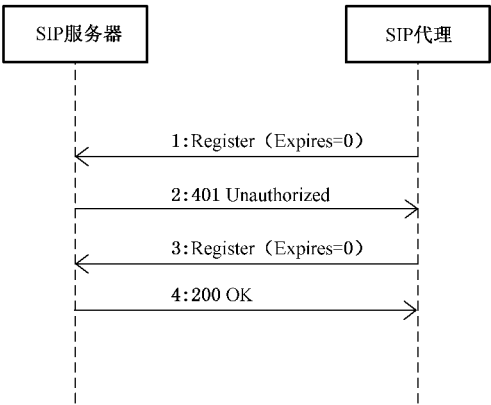 SIP服务器
SIP代理
1:Register（Expires=0）
2:401 Unauthorized
3:Register（Expires=0）
4:200 OK